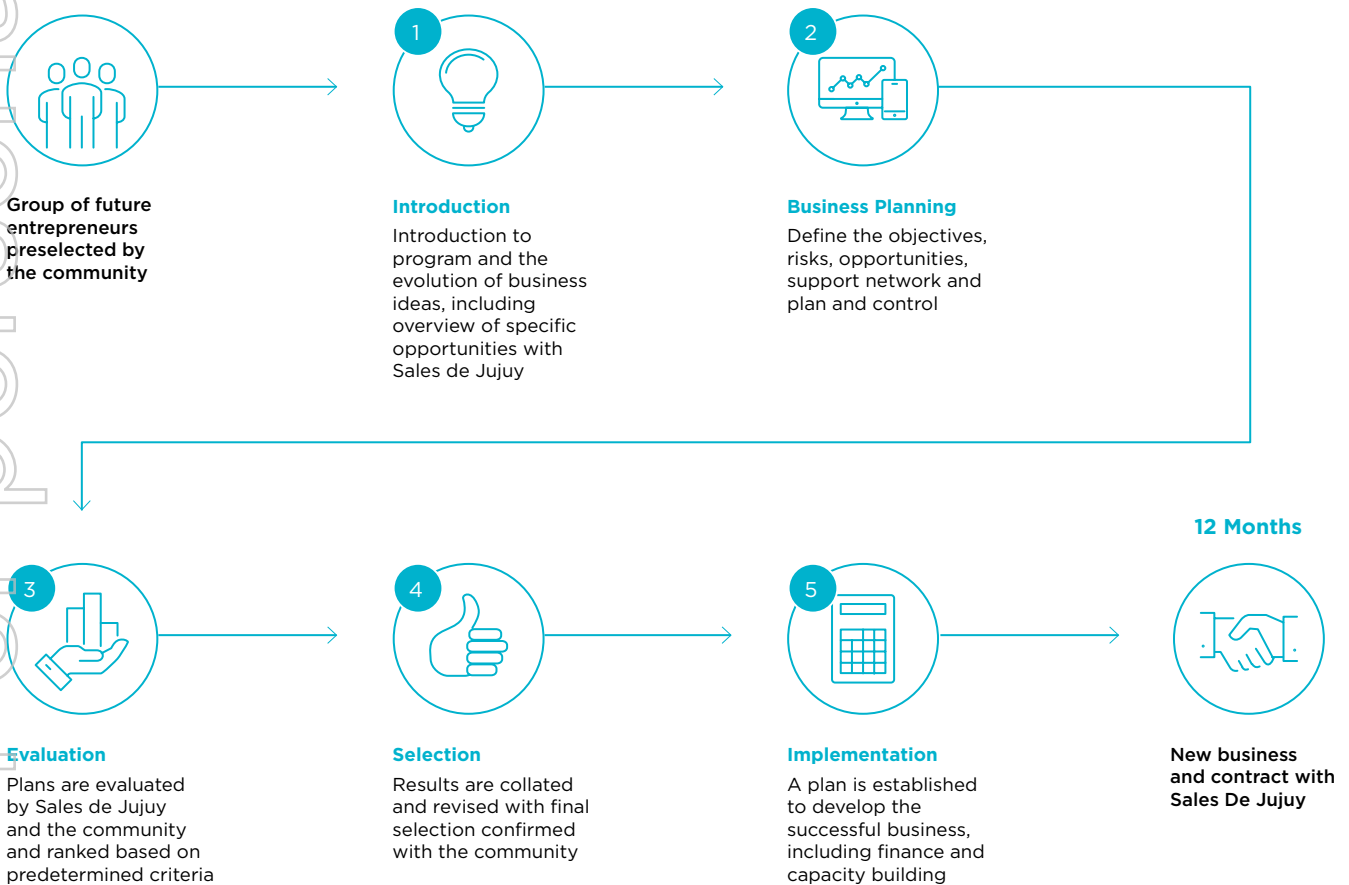 Group of future
entrepreneurs
preselected by
the community
1
Introduction
Introduction to
program and the
evolution of business
ideas, including
overview of specific
opportunities with
Sales de Jujuy
2
Business Planning
Define the objectives,
risks, opportunities,
support network and
plan and control
3
Evaluation
Plans are evaluated
by Sales de Jujuy
and the community
and ranked based on
predetermined criteria
4
Selection
Results are collated
and revised with final
selection confirmed
with the community
5
Implementation
A plan is established
to develop the
successful business,
including finance and
capacity building
12 Months
New business
and contract with
Sales De Jujuy